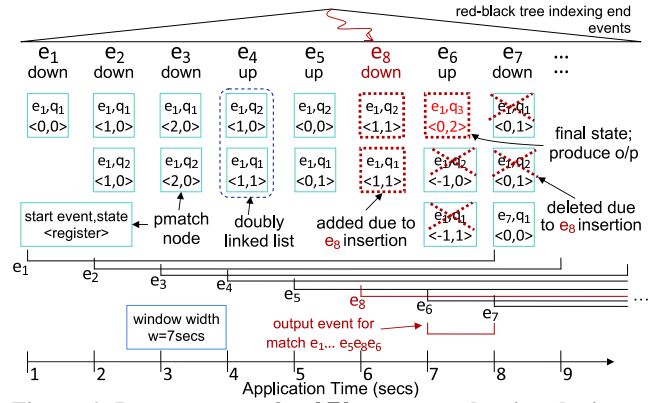 red-black tree indexing end
events
e1 e2 e3 e4 e5 e8 e6 e7 ...
down down down up up down up down ...
e1,q1 e1,q1 e1,q1 e1,q2 e1,q2 e1,q2 e1,q3 e1,q1
<0,0> <1,0> <2,0> <1,0> <0,0> <1,1> <0,2> <0,1>
final state;
produce o/p
e1,q2 e1,q2 e1,q1 e1,q1 e1,q1 e1,q2 e1,q2
<1,0> <2,0> <1,1> <0,1> <1,1> <-1,0> <0,1>
start event,state
<register>
pmatch
node
doubly
linked list
added due to
e8 insertion
e1,q1 e7,q1
<-1,1> <0,0>
deleted due
to e8 insertion
e1
e2
e3
e4
e5
e8
e6
e7
...
window width
w=7secs
output event for
match e1... e5e8e6
1 2 3 4 5 6 7 8 9
Application Time (secs)